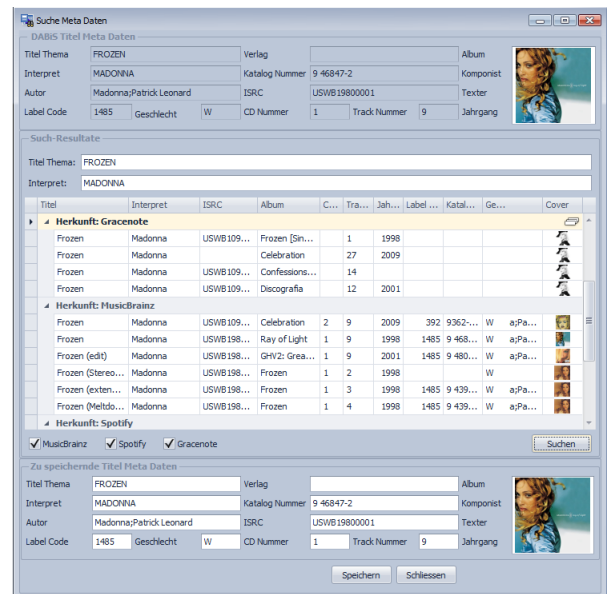 Suche Meta Daten
DABiS Titel Meta Daten
Titel Thema FROZEN Verlag Album
Interpret MADONNA Katalog Nummer 9 46847-2 Komponist
Autor Madonna;Patrick Leonard ISRC USWB19800001 Texter
Label Code 1485 Geschlecht W CD Nummer 1 Track Nummer 9 Jahrgang
Such-Resultate
Titel Thema: FROZEN
Interpret: MADONNA
Titel Interpret ISRC Album C... Tra... Jah... Label ... Katal... Ge... Cover
Herkunft: Gracenote
Frozen Madonna USWB109... Frozen [Sin... 1 1998
Frozen Madonna Celebration 27 2009
Frozen Madonna USWB109... Confessions... 14
Frozen Madonna USWB109... Discografia 12 2001
Herkunft: MusicBrainz
Frozen Madonna USWB109... Celebration 2 9 2009 392 9362-... W a;Pa...
Frozen Madonna USWB198... Ray of Light 1 9 1998 1485 9 468... W a;Pa...
Frozen (edit) Madonna USWB198... GHV2: Grea... 1 9 2001 1485 9 480... W a;Pa...
Frozen (Stereo... Madonna USWB198... Frozen 1 2 1998 W
Frozen (exten... Madonna USWB198... Frozen 1 3 1998 1485 9 439... W a;Pa...
Frozen (Meltdo... Madonna USWB198... Frozen 1 4 1998 1485 9 439... W a;Pa...
Herkunft: Spotify
MusicBrainz Spotify Gracenote Suchen
Zu speichernde Titel Meta Daten
Titel Thema FROZEN Verlag Album
Interpret MADONNA Katalog Nummer 9 46847-2 Komponist
Autor Madonna;Patrick Leonard ISRC USWB19800001 Texter
Label Code 1485 Geschlecht W CD Nummer 1 Track Nummer 9 Jahrgang
Speichern Schliessen